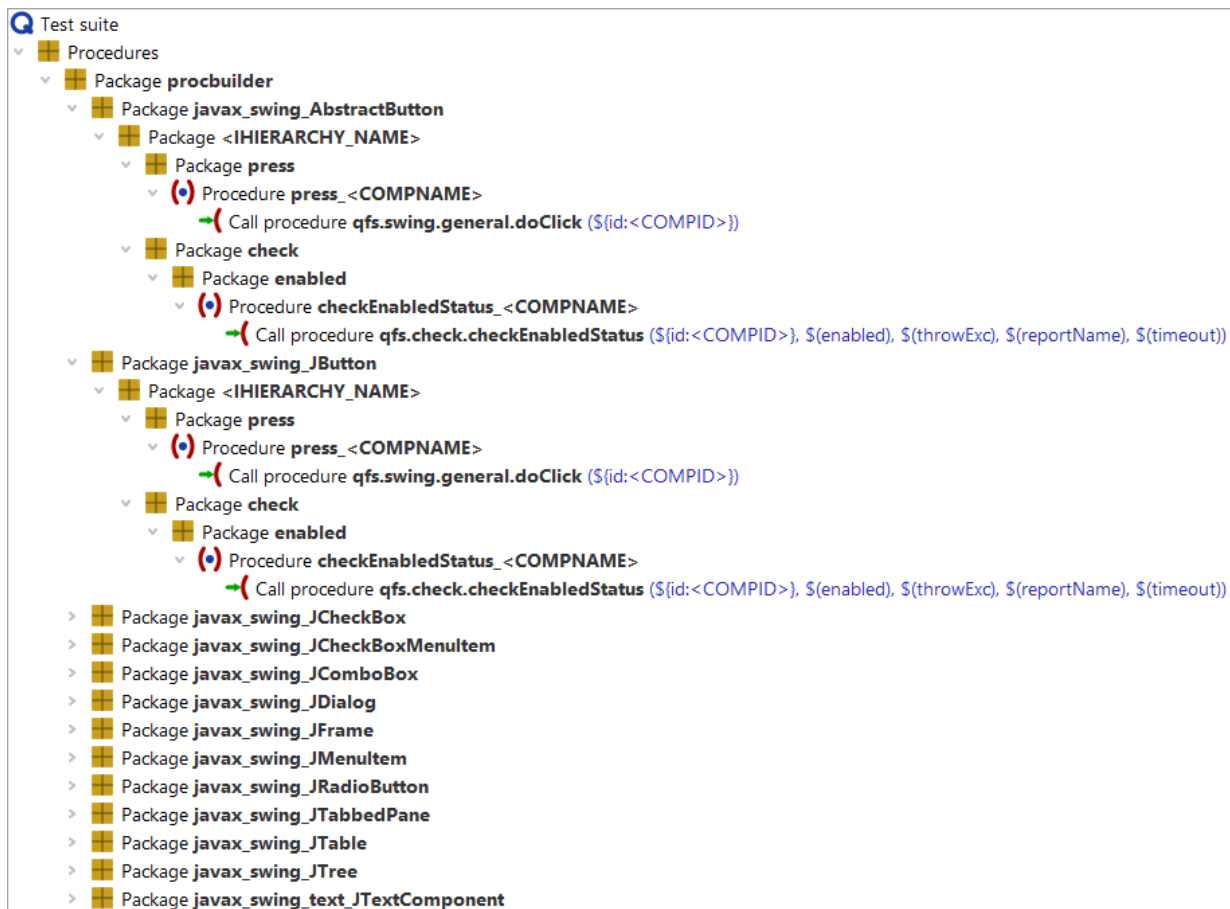 Test suite
Procedures
Package procbuilder
Package javax_swing_AbstractButton
Package <IHIERARCHY_NAME>
Package press
Procedure press_<COMPNAME>
Call procedure qfs.swing.general.doClick (${id:<COMPID>})
Package check
Package enabled
Procedure checkEnabledStatus_<COMPNAME>
Call procedure qfs.check.checkEnabledStatus (${id:<COMPID>}, $(enabled), $(throwExc), $(reportName), $(timeout))
Package javax_swing_JButton
Package <IHIERARCHY_NAME>
Package press
Procedure press_<COMPNAME>
Call procedure qfs.swing.general.doClick (${id:<COMPID>})
Package check
Package enabled
Procedure checkEnabledStatus_<COMPNAME>
Call procedure qfs.check.checkEnabledStatus (${id:<COMPID>}, $(enabled), $(throwExc), $(reportName), $(timeout))
Package javax_swing_JCheckBox
Package javax_swing_JCheckBoxMenuItem
Package javax_swing_JComboBox
Package javax_swing_JDialog
Package javax_swing_JFrame
Package javax_swing_JMenuItem
Package javax_swing_JRadioButton
Package javax_swing_JTabbedPane
Package javax_swing_JTable
Package javax_swing_JTree
Package javax_swing_text_JTextComponent